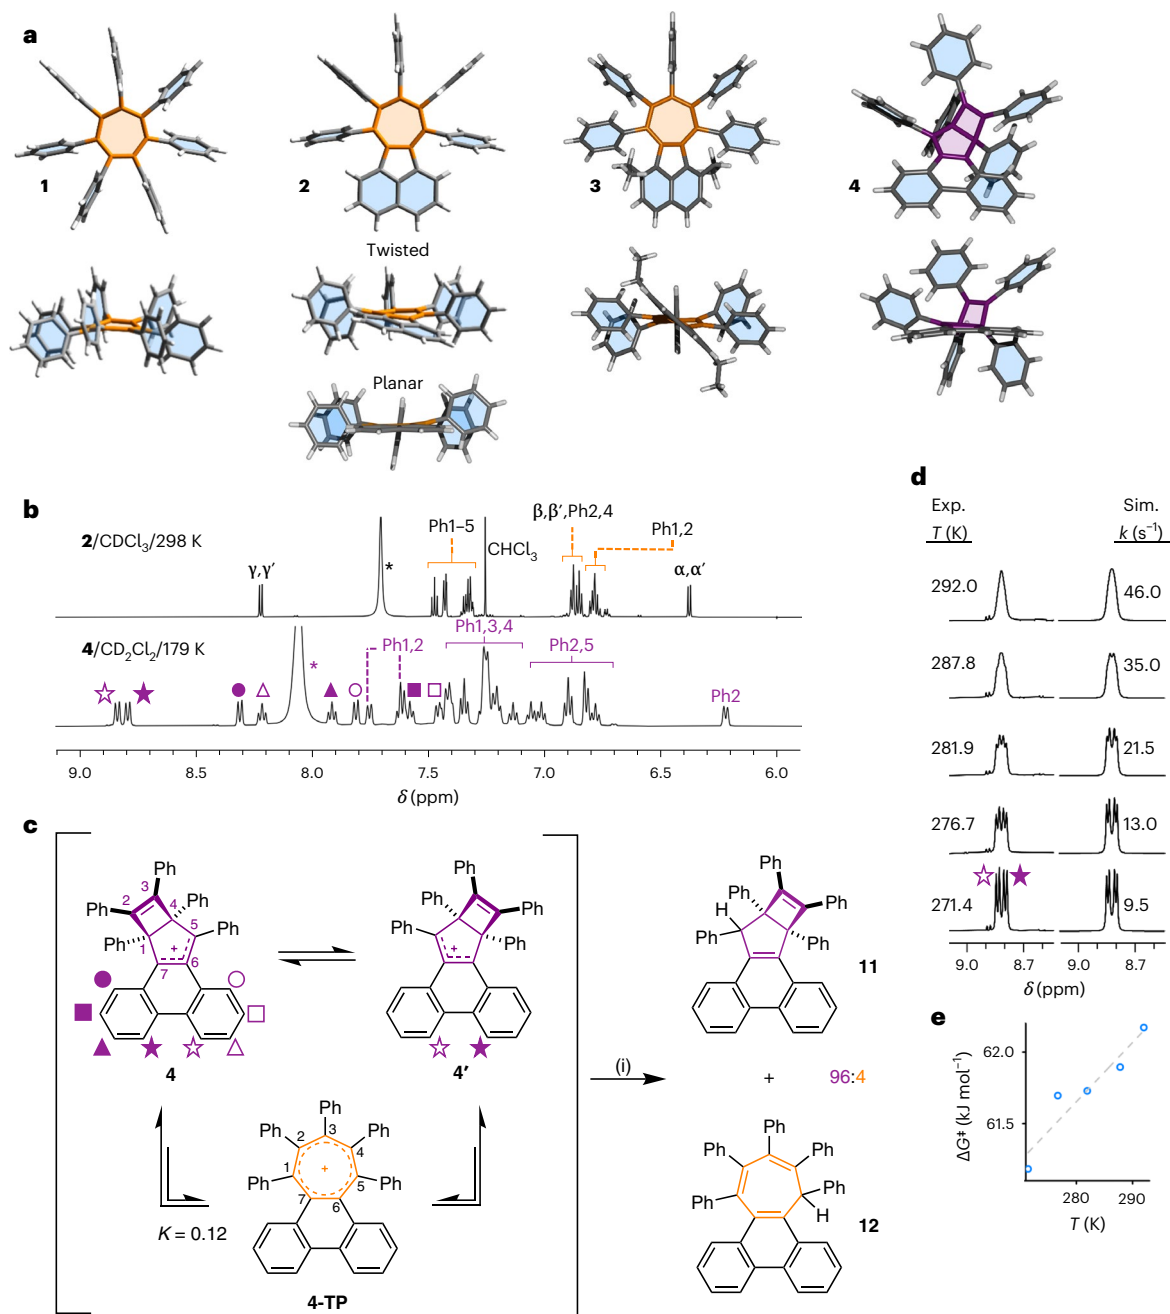 a
1
2
3
4
Twisted
Planar
b
2/CDCl₃/298 K
γ,γ′
*
Ph1–5
CHCl₃
β,β′,Ph2,4
Ph1,2
α,α′
4/CD₂Cl₂/179 K
*
Ph1,2
Ph1,3,4
Ph2,5
Ph2
9.0 8.5 8.0 7.5 7.0 6.5 6.0
δ (ppm)
c
Ph Ph
3
2 4 5
Ph Ph Ph
1 + 6
7
4
Ph Ph
Ph Ph
+ Ph
4′
Ph
Ph 3 Ph
2 4
Ph 1 + 5 Ph
7 6
K = 0.12
4-TP
(i)
Ph Ph
Ph
H
Ph Ph
11
+ 96:4
Ph
Ph Ph
Ph Ph
H
12
d
Exp. Sim.
T (K) k (s⁻¹)
292.0 46.0
287.8 35.0
281.9 21.5
276.7 13.0
271.4 9.5
9.0 8.7 9.0 8.7
δ (ppm)
e
62.0
61.5
ΔG‡ (kJ mol⁻¹)
280 290
T (K)